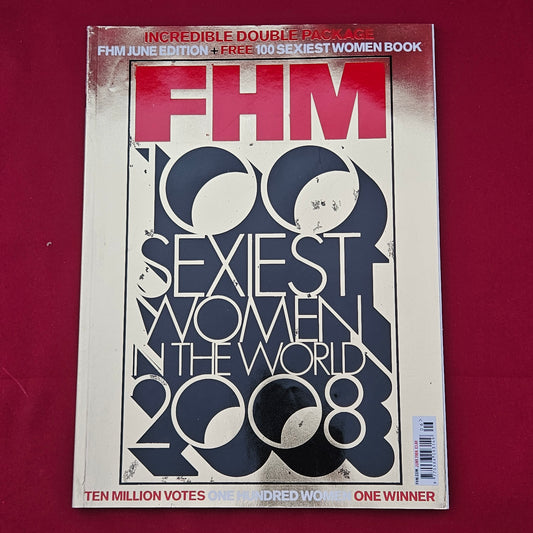 INCREDIBLE DOUBLE PACKAGE
FHM JUNE EDITION + FREE 100 SEXIEST WOMEN BOOK
FHM
100
SEXIEST
WOMEN
IN THE WORLD
2008
TEN MILLION VOTES ONE HUNDRED WOMEN ONE WINNER